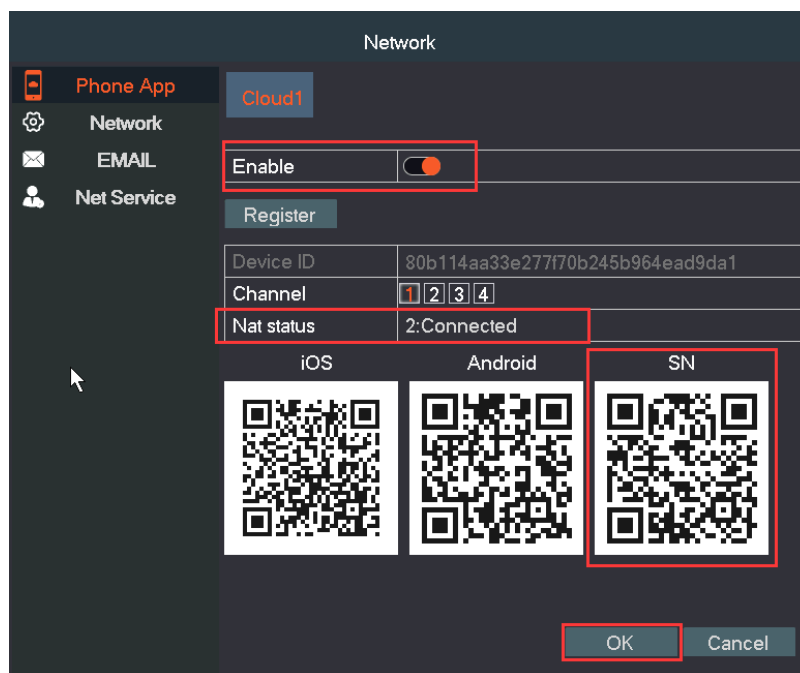 Network
Phone App
Network
EMAIL
Net Service
Cloud1
Enable
Register
Device ID 80b114aa33e277f70b245b964ead9da1
Channel 1 2 3 4
Nat status 2:Connected
iOS Android SN
OK Cancel